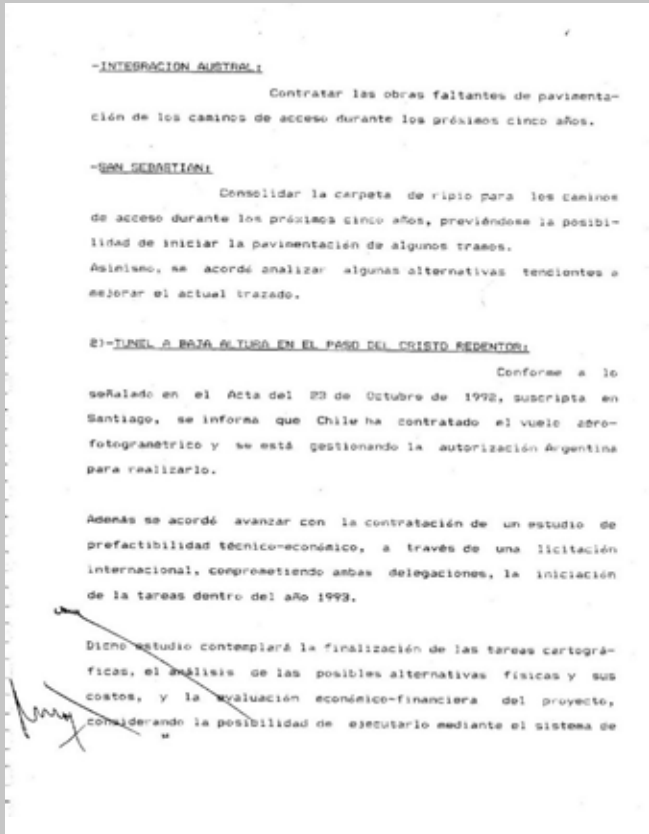 -INTEGRACION AUSTRAL:
Contratar las obras faltantes de pavimenta-
ción de los caminos de acceso durante los próximos cinco años.
-SAN SEBASTIAN:
Consolidar la carpeta de ripio para los caminos
de acceso durante los próximos cinco años, previéndose la posibi-
lidad de iniciar la pavimentación de algunos tramos.
Asimismo, se acordó analizar algunas alternativas tendientes a
mejorar el actual trazado.
2)-TUNEL A BAJA ALTURA EN EL PASO DEL CRISTO REDENTOR:
Conforme a lo
señalado en el Acta del 23 de Octubre de 1992, suscripta en
Santiago, se informa que Chile ha contratado el vuelo aéro-
fotogramétrico y se está gestionando la autorización Argentina
para realizarlo.
Además se acordó avanzar con la contratación de un estudio de
prefactibilidad técnico-económico, a través de una licitación
internacional, comprometiendo ambas delegaciones, la iniciación
de la tareas dentro del año 1993.
Dicho estudio contemplará la finalización de las tareas cartográ-
ficas, el análisis de las posibles alternativas físicas y sus
costos, y la evaluación económico-financiera del proyecto,
considerando la posibilidad de ejecutarlo mediante el sistema de